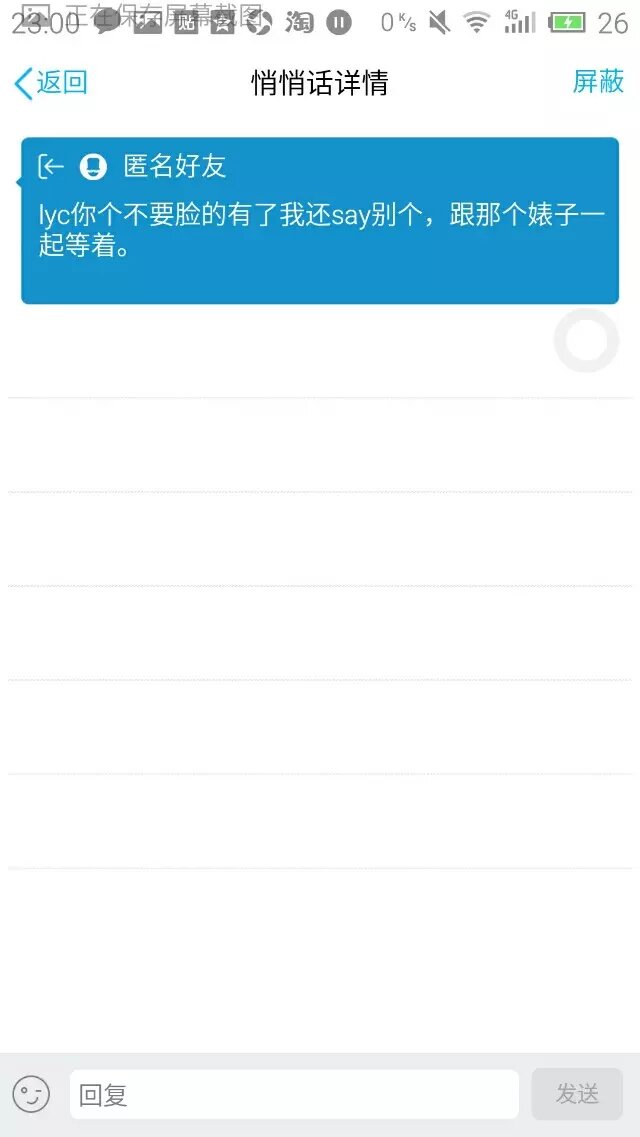 23:00 正在保存屏幕截图 0 K/s 4G 26
返回 悄悄话详情 屏蔽
匿名好友
lyc你个不要脸的有了我还say别个，跟那个婊子一
起等着。
回复 发送